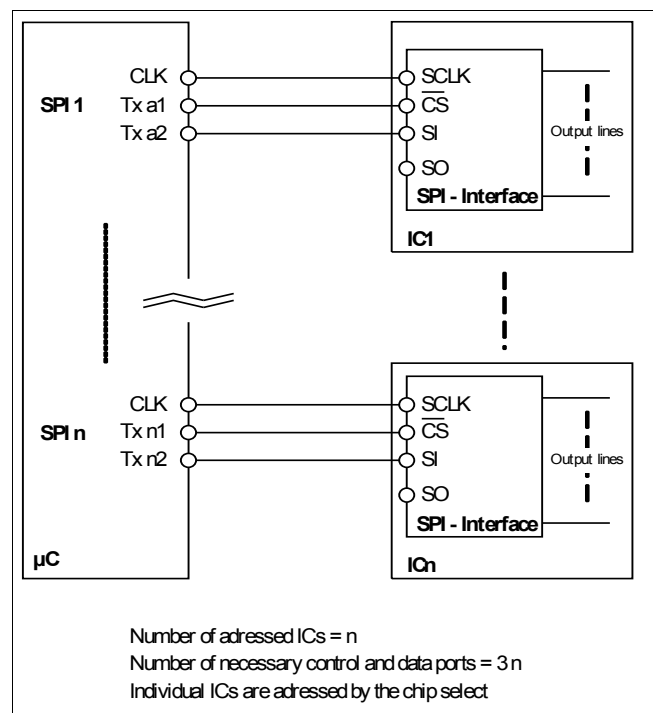 CLK
SPI 1
Tx a1
Tx a2
SCLK
CS
SI
SO
Output lines
SPI - Interface
IC1
CLK
SPI n
Tx n1
Tx n2
µC
SCLK
CS
SI
SO
Output lines
SPI - Interface
ICn
Number of adressed ICs = n
Number of necessary control and data ports = 3 n
Individual ICs are adressed by the chip select